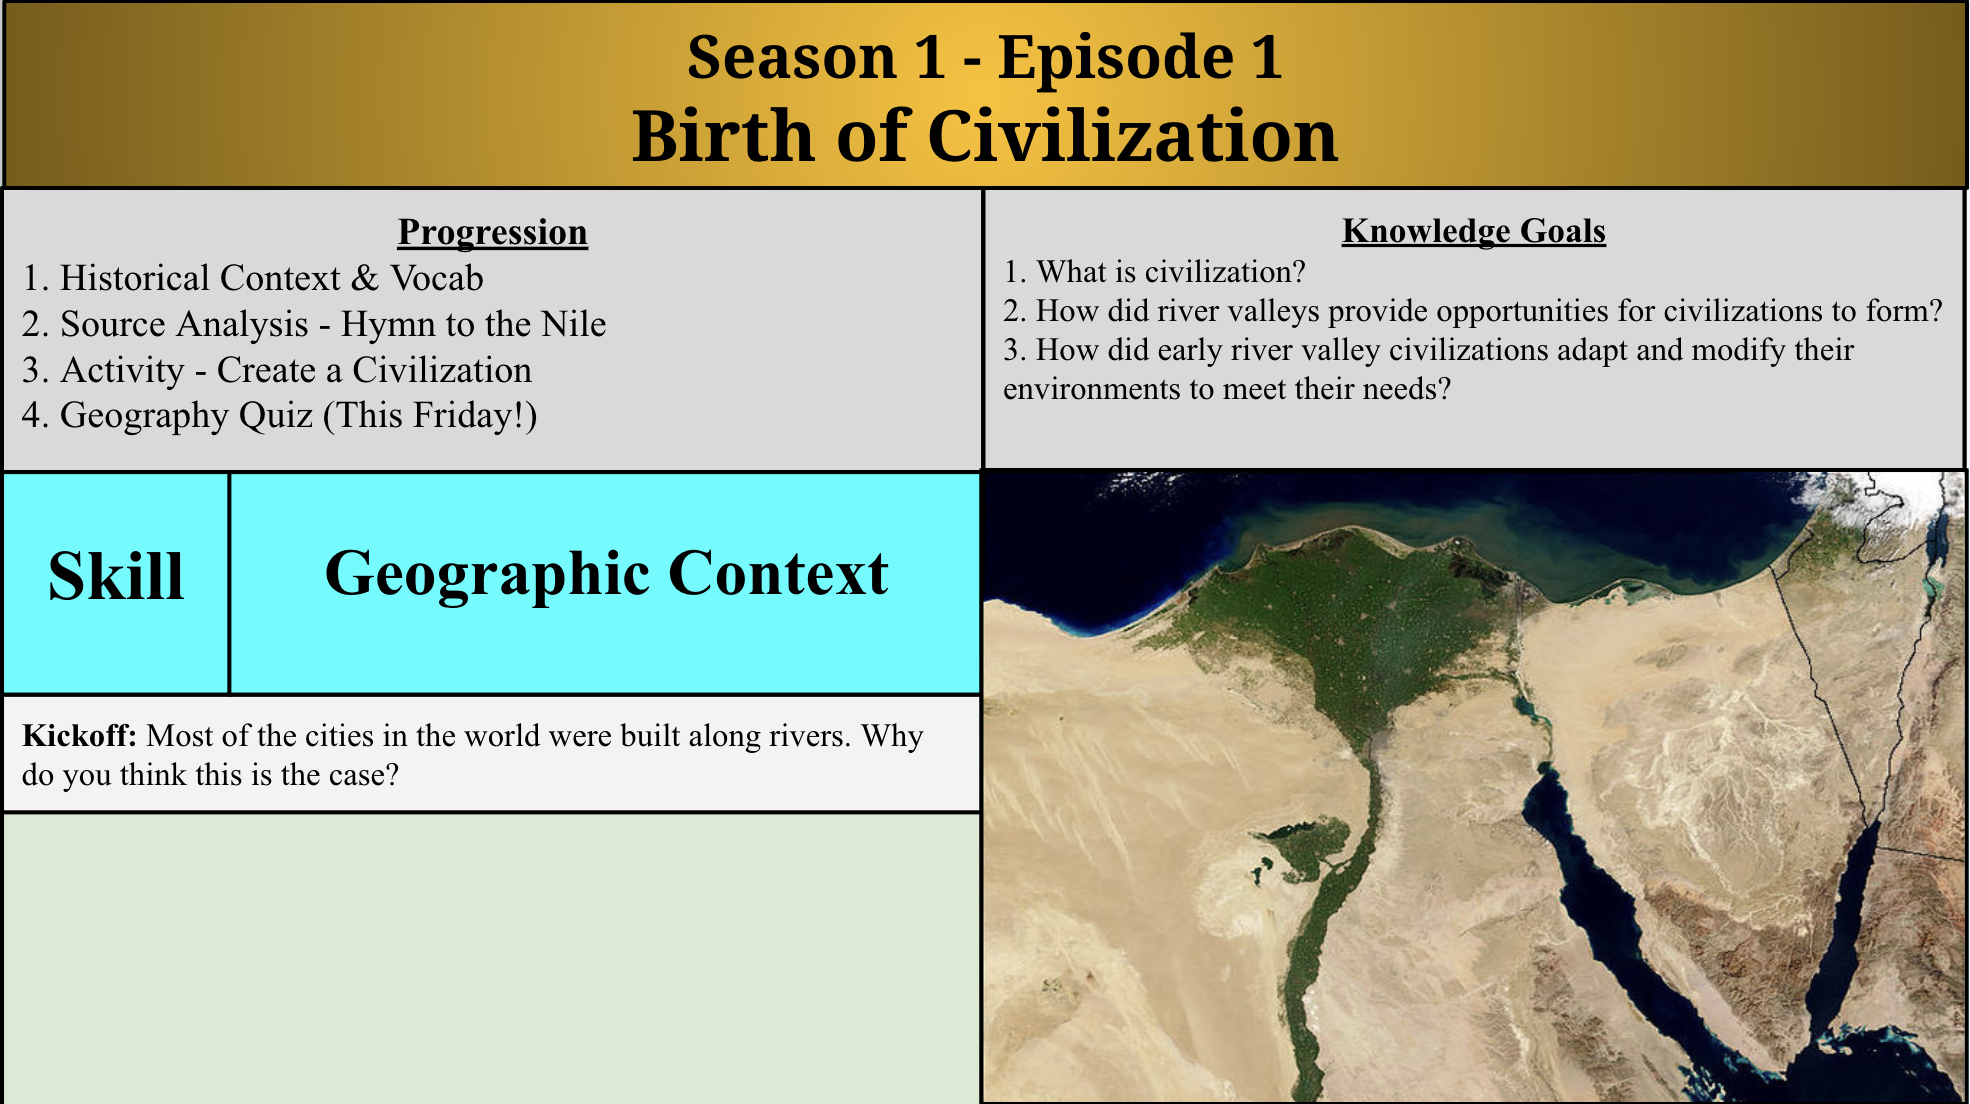 Season 1 - Episode 1
Birth of Civilization
Progression
1. Historical Context & Vocab
2. Source Analysis - Hymn to the Nile
3. Activity - Create a Civilization
4. Geography Quiz (This Friday!)
Knowledge Goals
1. What is civilization?
2. How did river valleys provide opportunities for civilizations to form?
3. How did early river valley civilizations adapt and modify their
environments to meet their needs?
Skill
Geographic Context
Kickoff: Most of the cities in the world were built along rivers. Why
do you think this is the case?